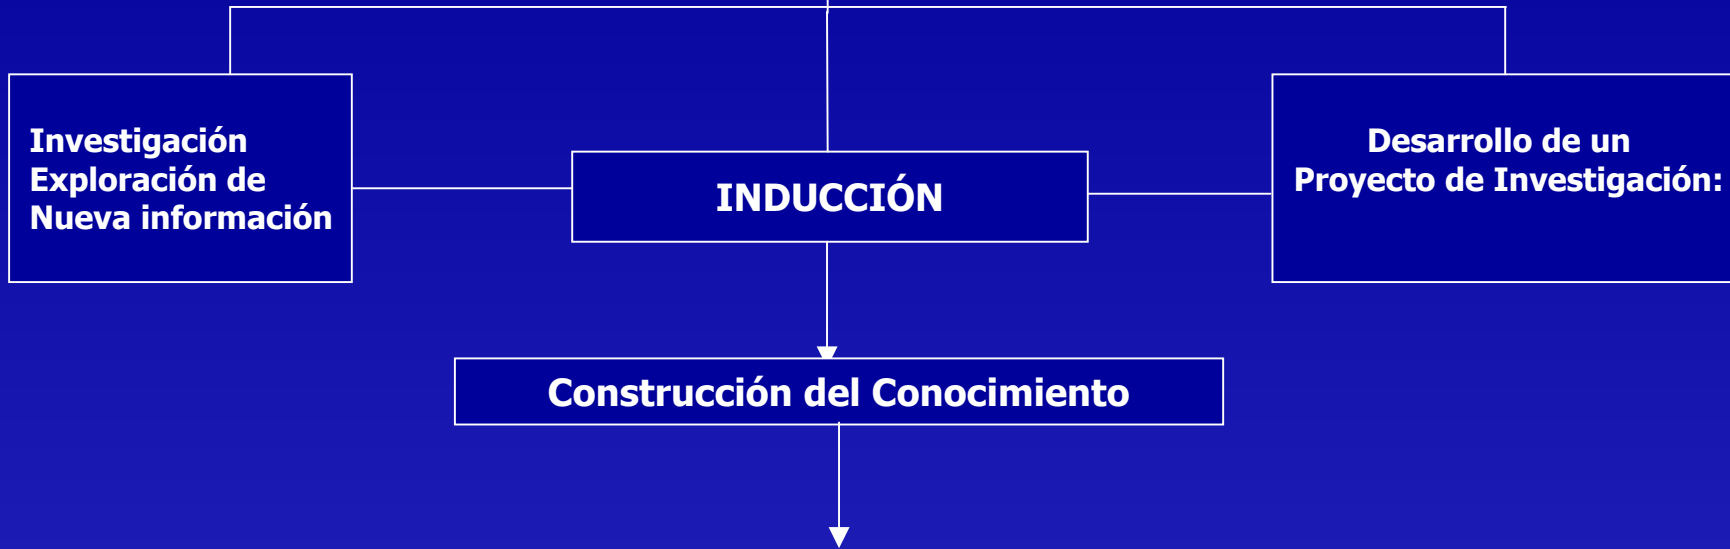 Investigación
Exploración de
Nueva información
INDUCCIÓN
Desarrollo de un
Proyecto de Investigación:
Construcción del Conocimiento